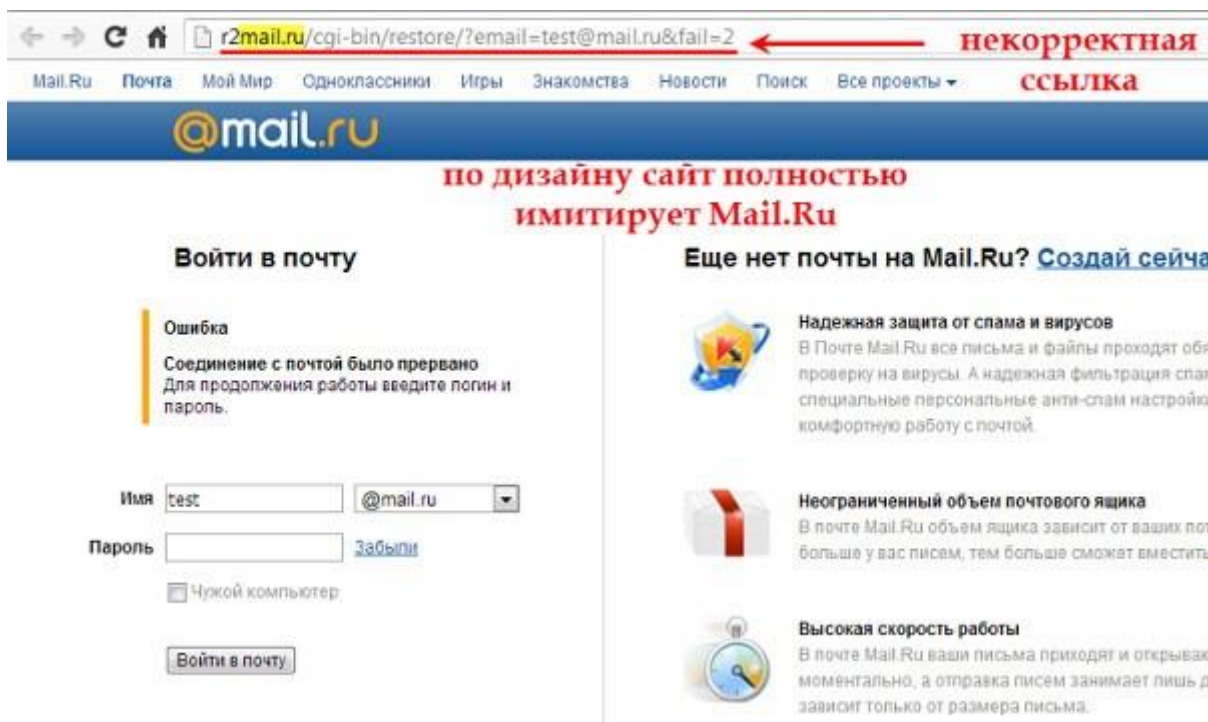 r2mail.ru/cgi-bin/restore/?email=test@mail.ru&fail=2
некорректная
ссылка
Mail.Ru Почта Мой Мир Одноклассники Игры Знакомства Новости Поиск Все проекты
@mail.ru
по дизайну сайт полностью
имитирует Mail.Ru
Войти в почту
Ошибка
Соединение с почтой было прервано
Для продолжения работы введите логин и
пароль.
Имя test @mail.ru
Пароль Забыли
Чужой компьютер
Войти в почту
Еще нет почты на Mail.Ru? Создай сейча
Надежная защита от спама и вирусов
В Почте Mail.Ru все письма и файлы проходят обя
проверку на вирусы. А надежная фильтрация спам
специальные персональные анти-спам настройки
комфортную работу с почтой.
Неограниченный объем почтового ящика
В почте Mail.Ru объем ящика зависит от ваших пот
больше у вас писем, тем больше сможет вместить
Высокая скорость работы
В почте Mail.Ru ваши письма приходят и открываю
моментально, а отправка писем занимает лишь д
зависит только от размера письма.